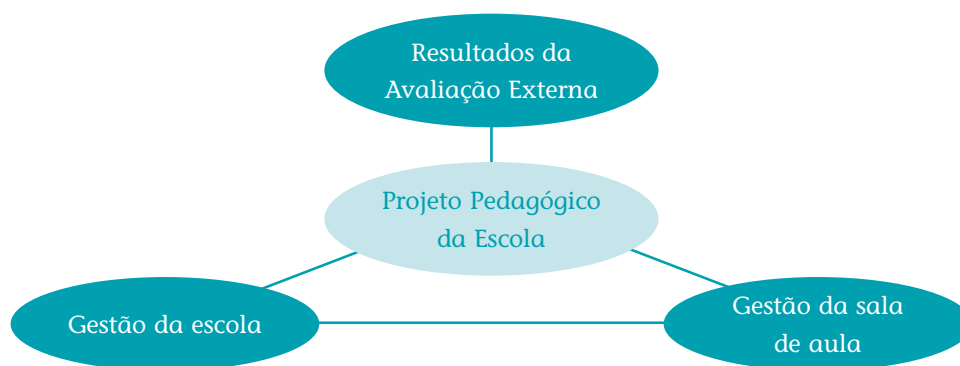 Resultados da
Avaliação Externa
Projeto Pedagógico
da Escola
Gestão da escola
Gestão da sala
de aula